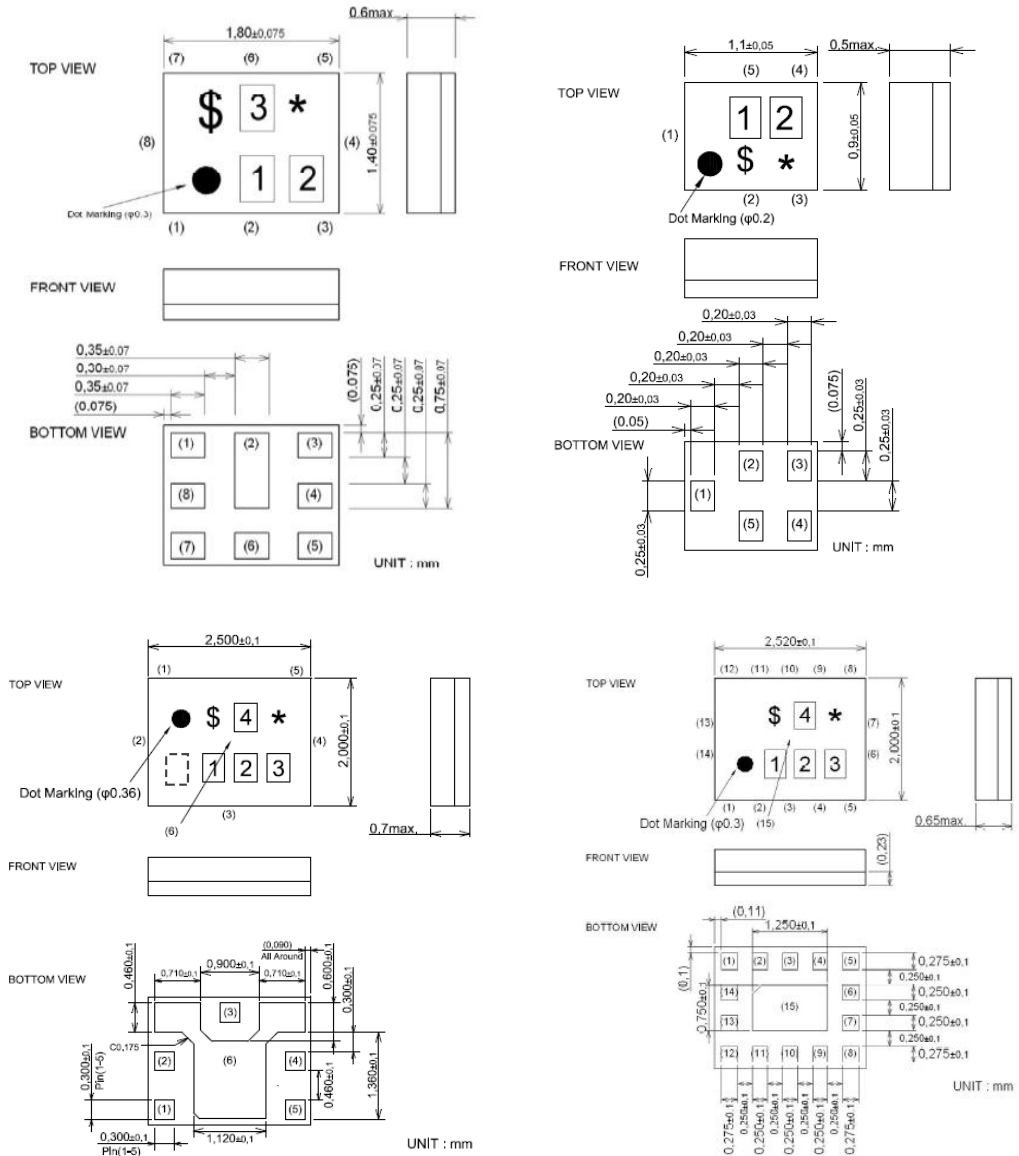 0.6max.
1,80±0,075
(7) (6) (5)
TOP VIEW
$ 3 *
(8)
(4)
1,40±0,075
1 2
Dot Marking (φ0.3)
(1) (2) (3)
FRONT VIEW
0,35±0,07
0,30±0,07
0,35±0,07
(0.075)
(0.075)
0,25±0,07
0,25±0,07
0,25±0,07
0,75±0,07
BOTTOM VIEW
(1) (2) (3)
(8) (4)
(7) (6) (5)
UNIT : mm
1,1±0,05
0,5max.
(5) (4)
TOP VIEW
1 2
(1)
$ *
0,9±0,05
(2) (3)
Dot Marking (φ0.2)
FRONT VIEW
0,20±0,03
0,20±0,03
0,20±0,03
0,20±0,03
0,20±0,03
(0.05)
(0.075)
0,25±0,03
0,25±0,03
BOTTOM VIEW
(2) (3)
(1)
(5) (4)
0,25±0,03
UNIT : mm
2,500±0,1
(1) (5)
TOP VIEW
$ 4 *
(2)
(4)
1 2 3
2,000±0,1
Dot Marking (φ0.36)
(3)
(6)
0,7max.
FRONT VIEW
(0,090)
All Around
0,900±0,1
0,710±0,1
0,710±0,1
0,460±0,1
0,600±0,1
0,300±0,1
BOTTOM VIEW
(3)
C0,175
(2) (6) (4)
(1) (5)
0,300±0,1
Pin(1-5)
0,460±0,1
1,360±0,1
0,300±0,1
Pin(1-5)
1,120±0,1
UNIT : mm
2,520±0,1
(12) (11) (10) (9) (8)
TOP VIEW
$ 4 *
(13)
(7)
(14)
(6)
1 2 3
2,000±0,1
(1) (2) (3) (4) (5)
Dot Marking (φ0.3)
(15)
0.65max.
FRONT VIEW
(0,23)
(0,11)
1,250±0,1
BOTTOM VIEW
(0,1)
0,750±0,1
(1) (2) (3) (4) (5)
(14) (6)
(15)
(13) (7)
(12) (11) (10) (9) (8)
0,275±0,1
0,250±0,1
0,250±0,1
0,250±0,1
0,250±0,1
0,250±0,1
0,275±0,1
UNIT : mm
0,275±0,1
0,250±0,1
0,250±0,1
0,250±0,1
0,250±0,1
0,250±0,1
0,250±0,1
0,250±0,1
0,275±0,1